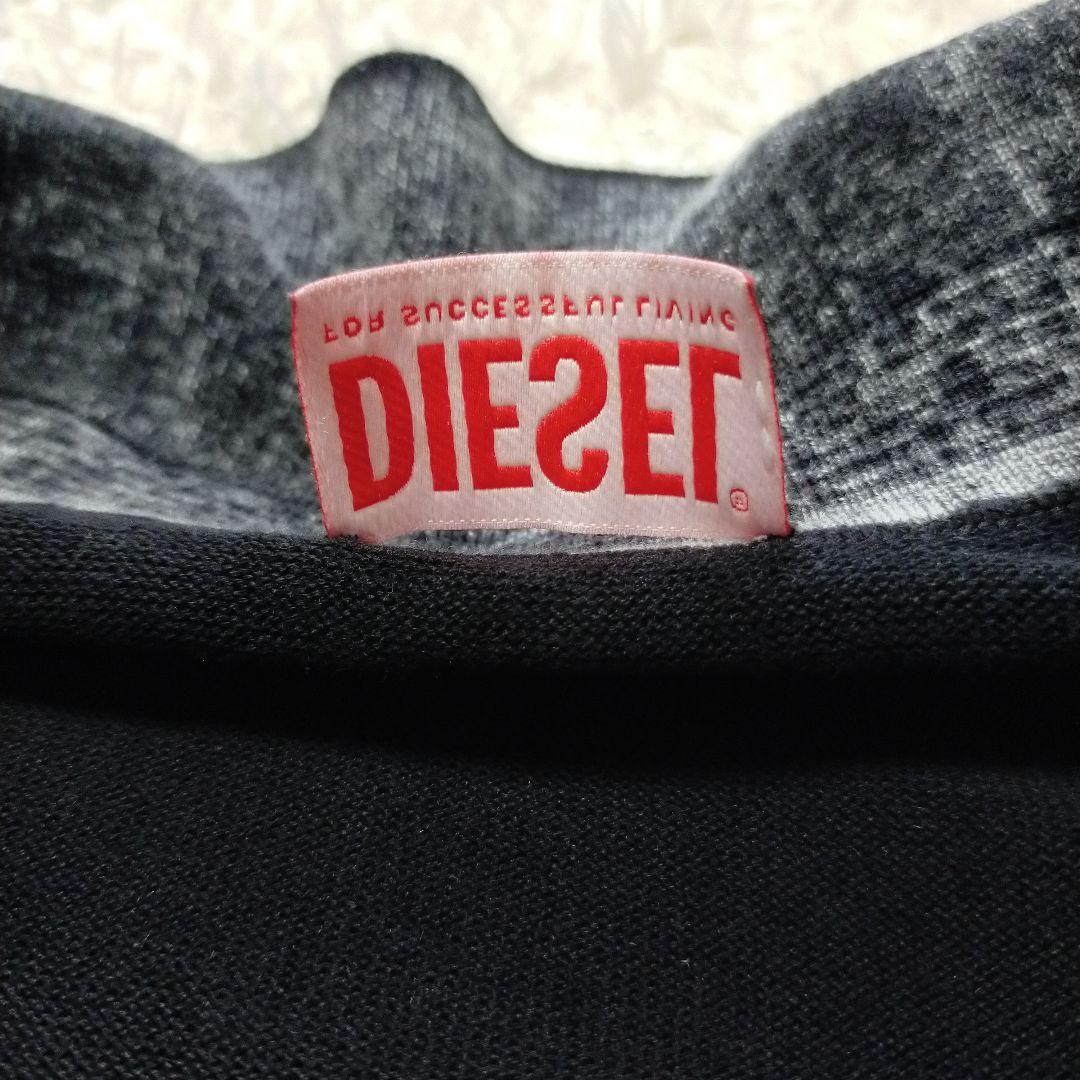 FOR SUCCESSFUL LIVING
DIESEL
®